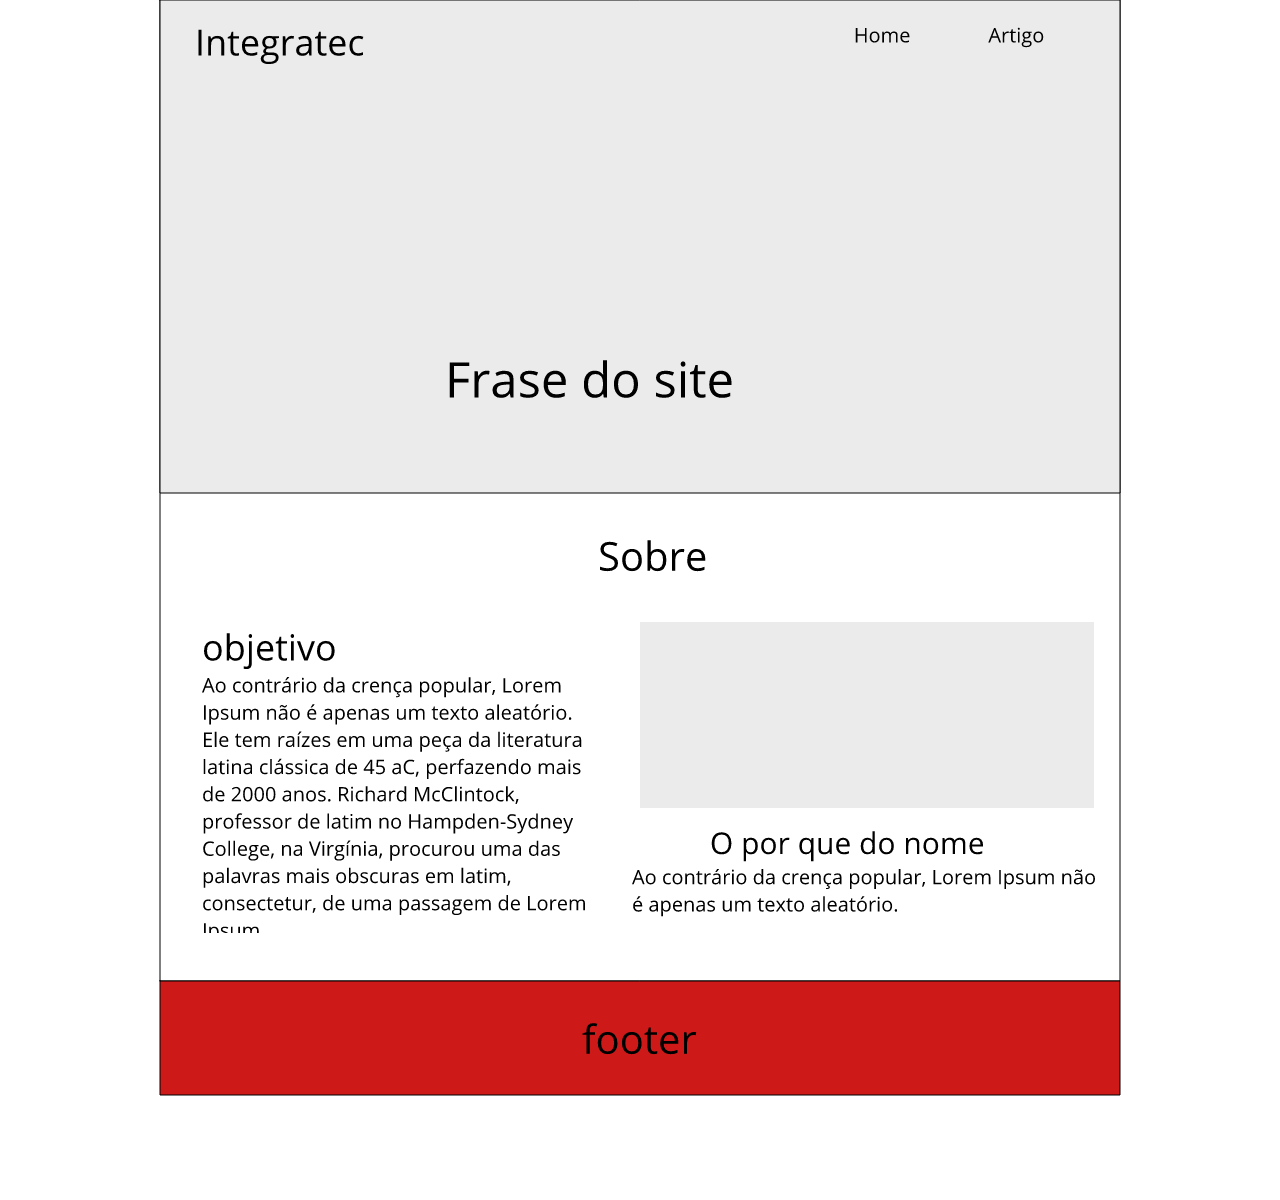 Integratec
Home
Artigo
Frase do site
Sobre
objetivo
Ao contrário da crença popular, Lorem
Ipsum não é apenas um texto aleatório.
Ele tem raízes em uma peça da literatura
latina clássica de 45 aC, perfazendo mais
de 2000 anos. Richard McClintock,
professor de latim no Hampden-Sydney
College, na Virgínia, procurou uma das
palavras mais obscuras em latim,
consectetur, de uma passagem de Lorem
Ipsum
O por que do nome
Ao contrário da crença popular, Lorem Ipsum não
é apenas um texto aleatório.
footer